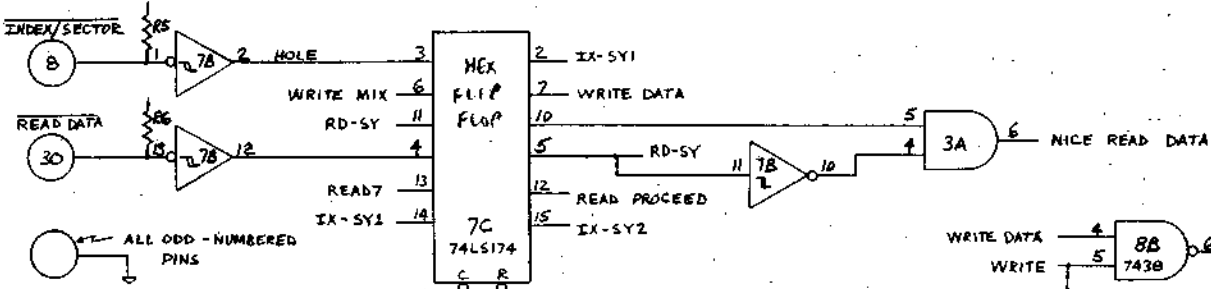 INDEX/SECTOR
R5
8
1
7B
2
HOLE
3
HEX
FLIP
FLOP
2
IX-SY1
WRITE MIX
6
7
WRITE DATA
READ DATA
R6
RD-SY
11
10
5
3A
6
NICE READ DATA
30
13
7B
12
4
5
RD-SY
4
11
7B
10
READ7
13
12
READ PROCEED
IX-SY1
14
7C
74LS174
15
IX-SY2
ALL ODD-NUMBERED
PINS
C
R
WRITE DATA
4
8B
7438
6
WRITE
5